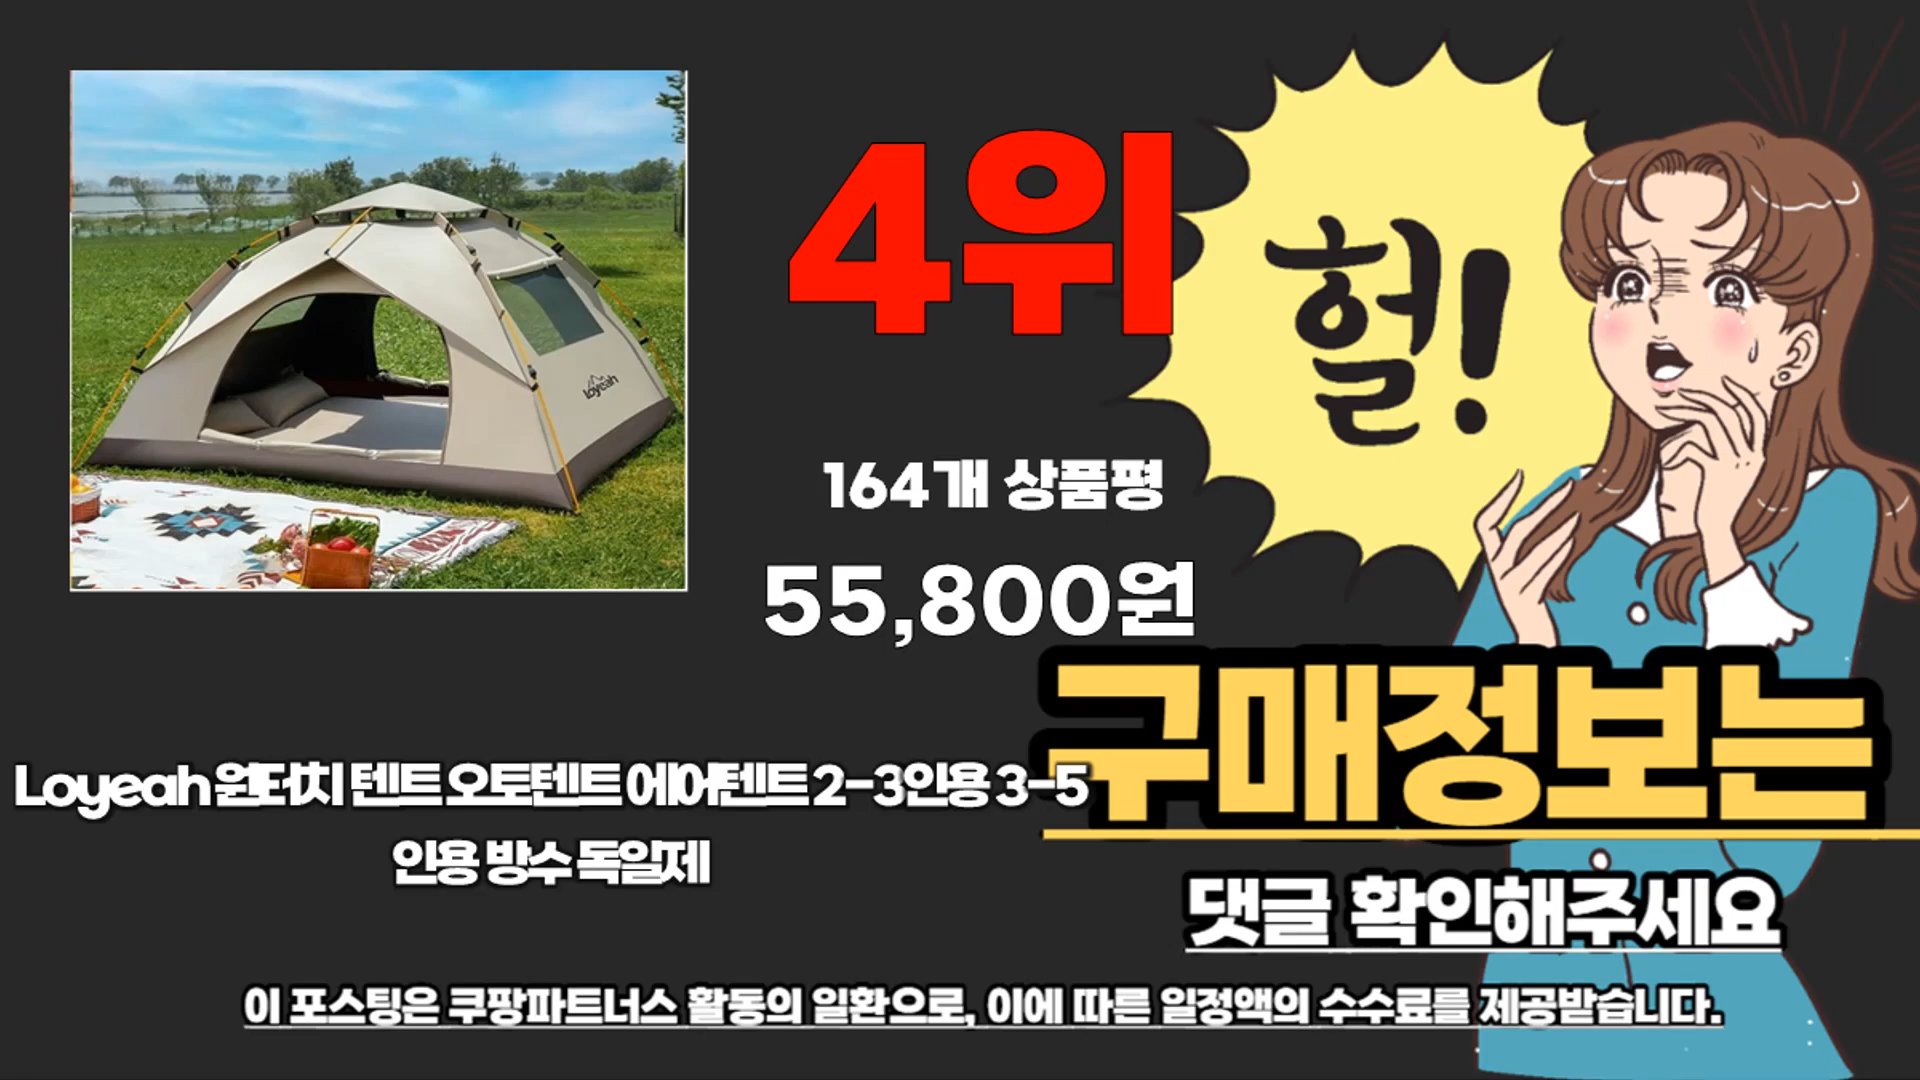 4위
헐!
Loyeah
164개 상품평
55,800원
구매정보는
Loyeah 원터치 텐트 오토텐트 에어텐트 2-3인용 3-5
인용 방수 독일제
댓글 확인해주세요
이 포스팅은 쿠팡파트너스 활동의 일환으로, 이에 따른 일정액의 수수료를 제공받습니다.